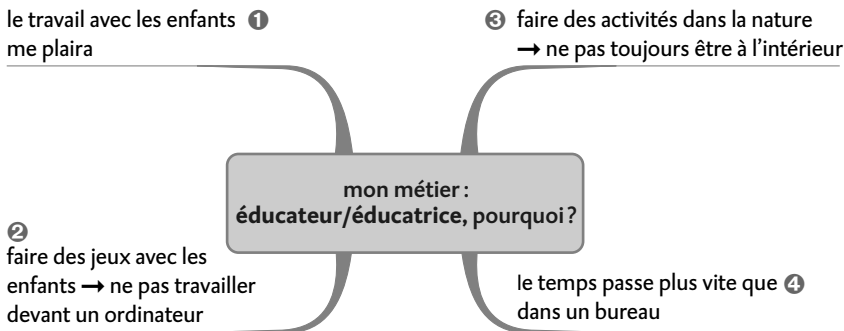 le travail avec les enfants ❶
me plaira
❸ faire des activités dans la nature
→ ne pas toujours être à l'intérieur
mon métier :
éducateur/éducatrice, pourquoi ?
❷
faire des jeux avec les
enfants → ne pas travailler
devant un ordinateur
le temps passe plus vite que ❹
dans un bureau